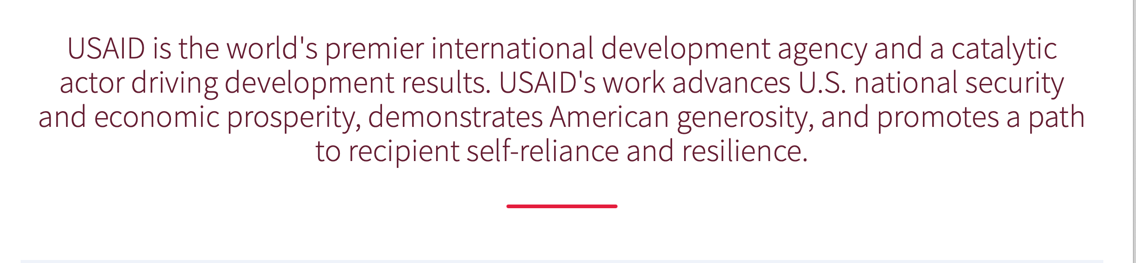 USAID is the world's premier international development agency and a catalytic
actor driving development results. USAID's work advances U.S. national security
and economic prosperity, demonstrates American generosity, and promotes a path
to recipient self-reliance and resilience.